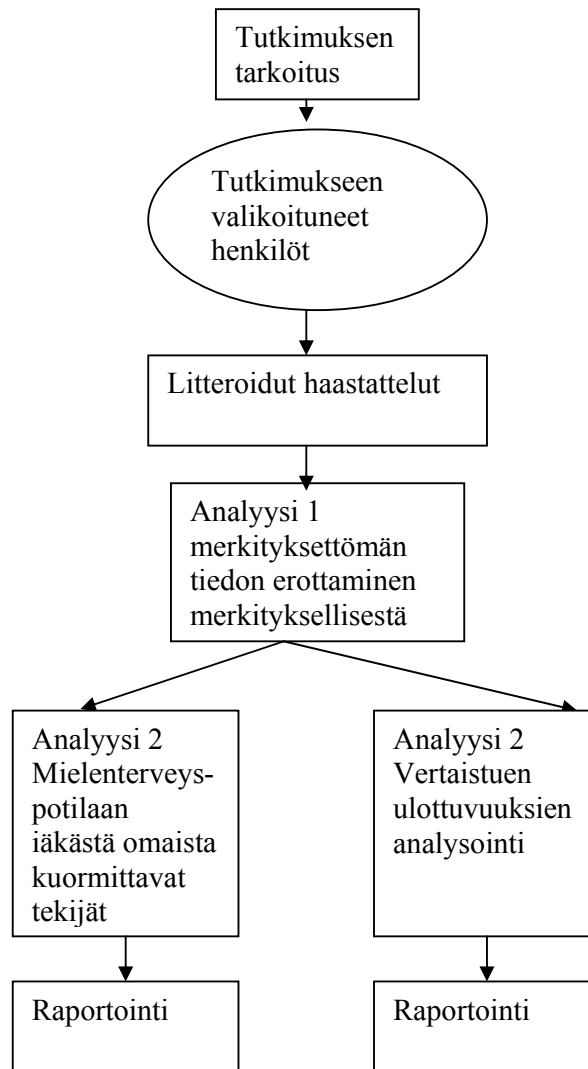 Tutkimuksen
tarkoitus
Tutkimukseen
valikoituneet
henkilöt
Litteroidut haastattelut
Analyysi 1
merkityksettömän
tiedon erottaminen
merkityksellisestä
Analyysi 2
Mielenterveys-
potilaan
iäkästä omaista
kuormittavat
tekijät
Analyysi 2
Vertaistuen
ulottuvuuksien
analysointi
Raportointi
Raportointi